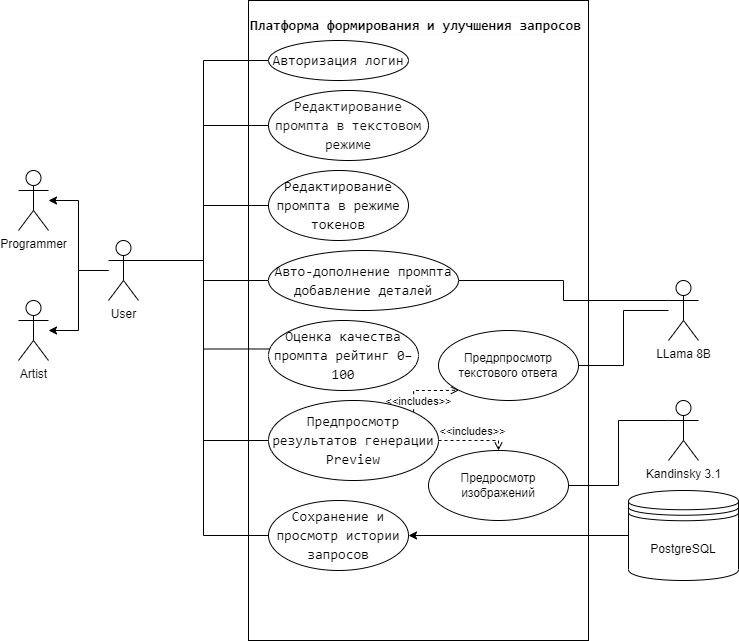 Платформа формирования и улучшения запросов
Авторизация логин
Редактирование
промпта в текстовом
режиме
Редактирование
промпта в режиме
токенов
Programmer
Авто-дополнение промпта
добавление деталей
User
Оценка качества
промпта рейтинг 0–
100
LLama 8B
Предрпросмотр
текстового ответа
Artist
<<includes>>
Предпросмотр
результатов генерации
Preview
<<includes>>
Предросмотр
изображений
Kandinsky 3.1
Сохранение и
просмотр истории
запросов
PostgreSQL